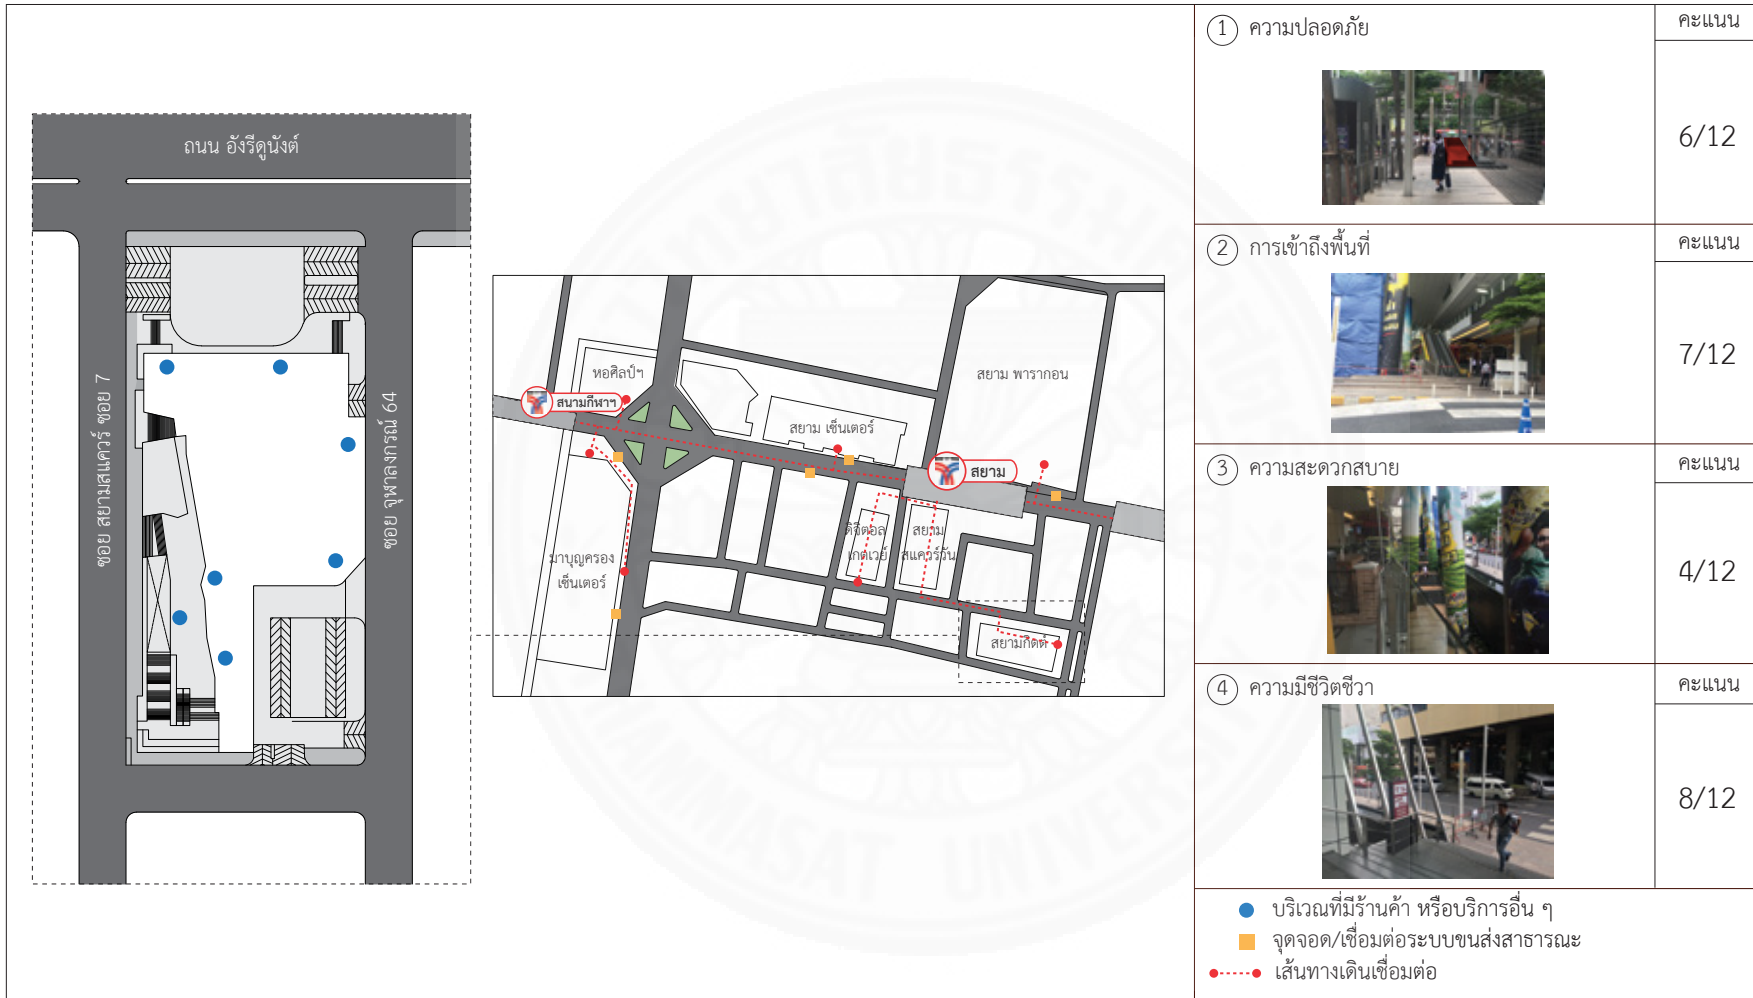 ถนน อังรีดูนังต์
ซอย สยามสแควร์ ซอย 7
ซอย จุฬาลงกรณ์ 64
หอศิลป์ฯ
สนามกีฬาฯ
สยาม เซ็นเตอร์
สยาม พารากอน
สยาม
มาบุญครอง
เซ็นเตอร์
ดิจิตอล
เกตเวย์
สยาม
สแควร์วัน
สยามกิตติ์
1 ความปลอดภัย
คะแนน
6/12
2 การเข้าถึงพื้นที่
คะแนน
7/12
3 ความสะดวกสบาย
คะแนน
4/12
4 ความมีชีวิตชีวา
คะแนน
8/12
บริเวณที่มีร้านค้า หรือบริการอื่น ๆ
จุดจอด/เชื่อมต่อระบบขนส่งสาธารณะ
เส้นทางเดินเชื่อมต่อ
THAMMASAT UNIVERSITY